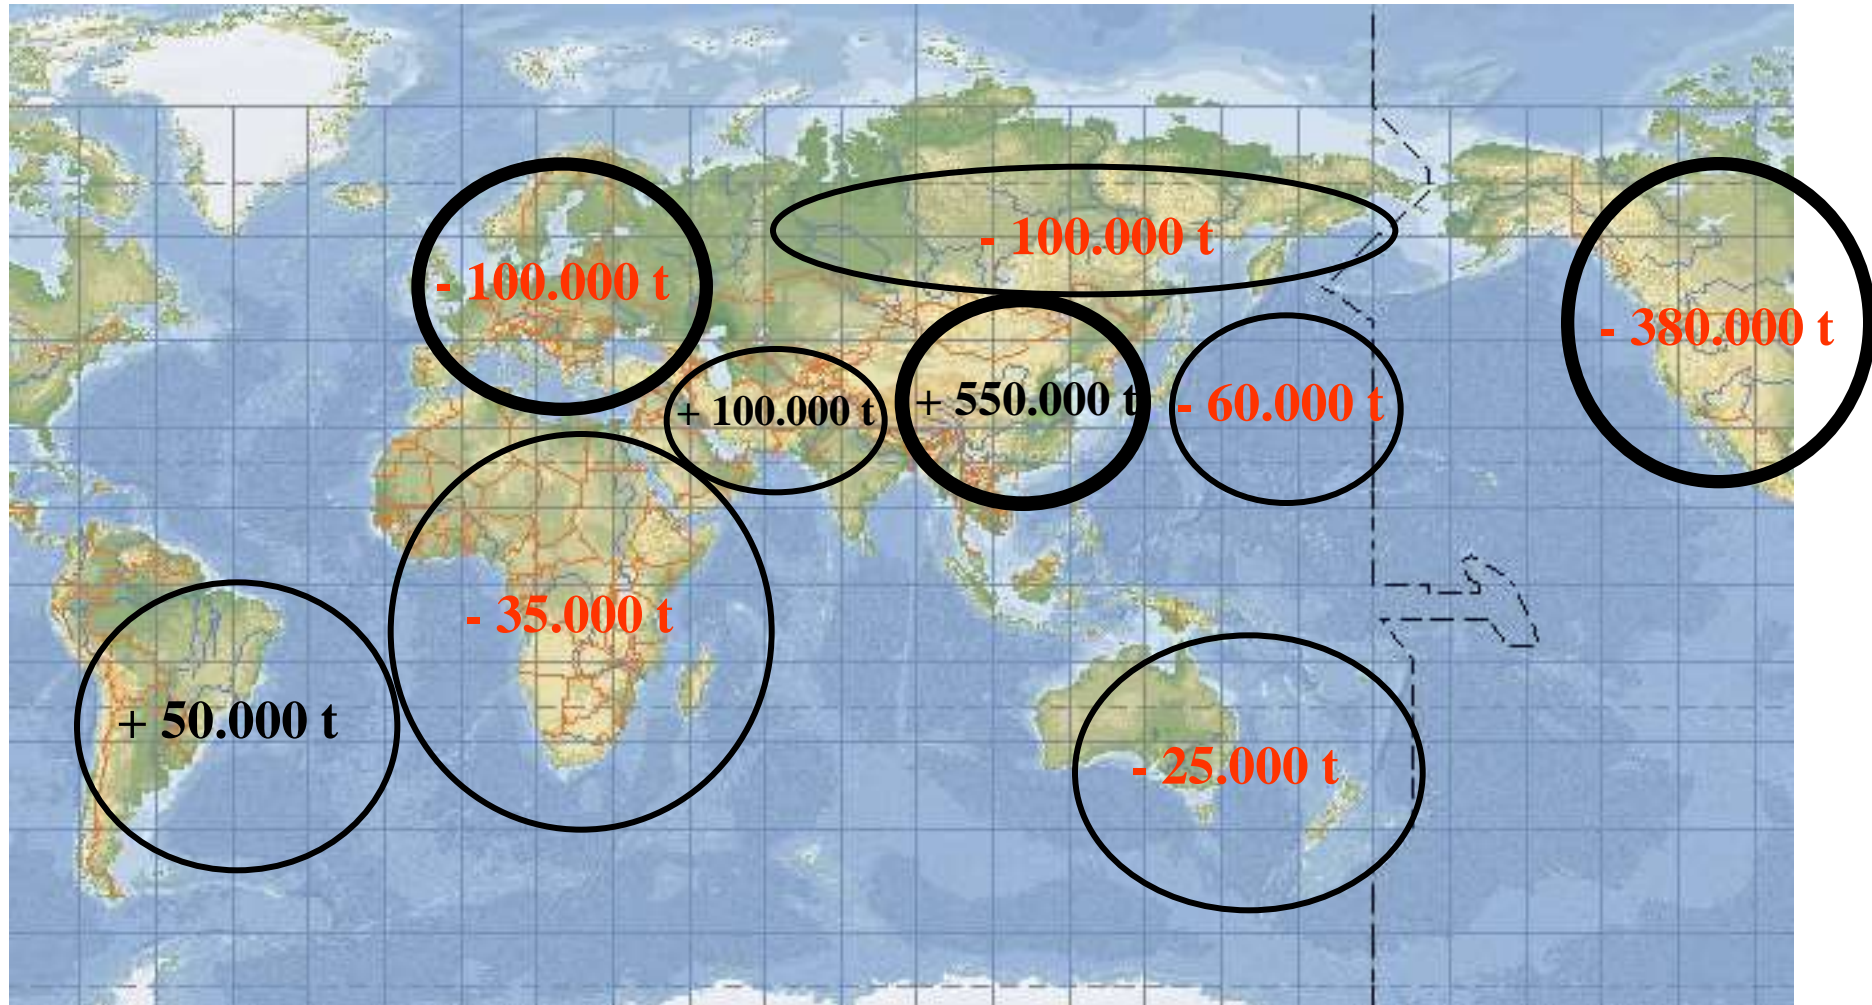 - 100.000 t
- 100.000 t
- 380.000 t
+ 100.000 t
+ 550.000 t
- 60.000 t
- 35.000 t
+ 50.000 t
- 25.000 t